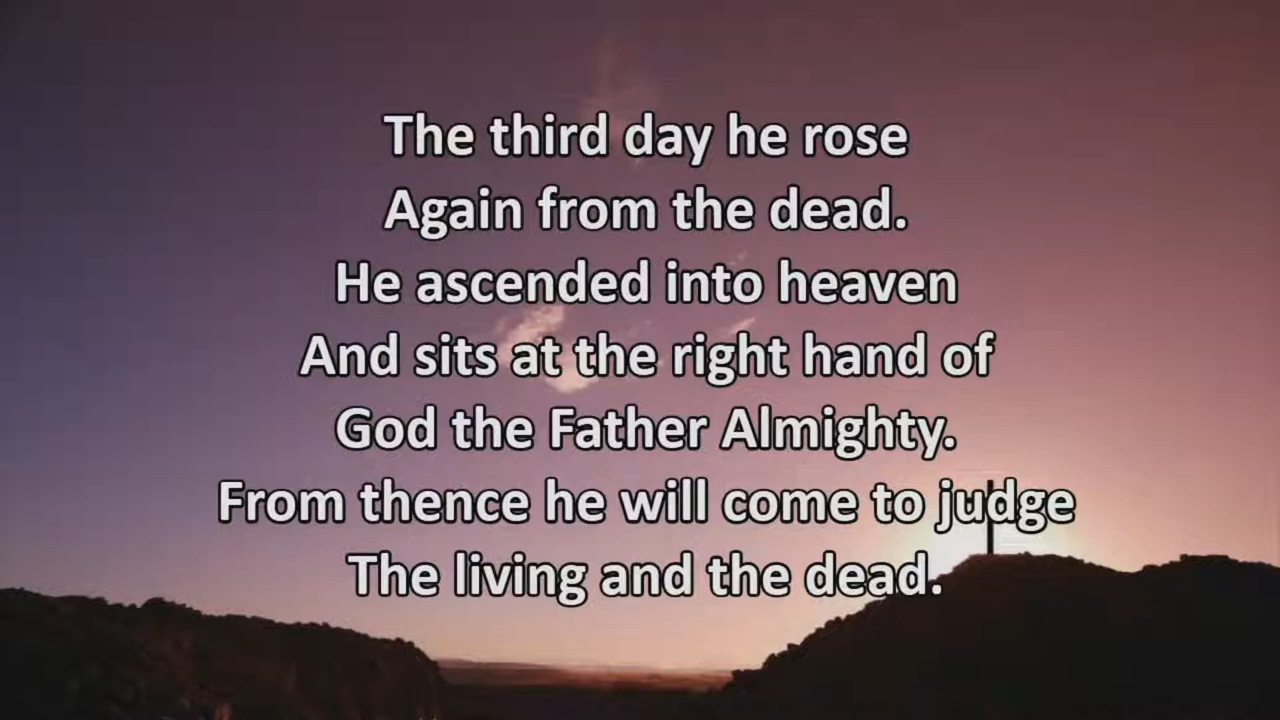 The third day he rose
Again from the dead.
He ascended into heaven
And sits at the right hand of
God the Father Almighty.
From thence he will come to judge
The living and the dead.